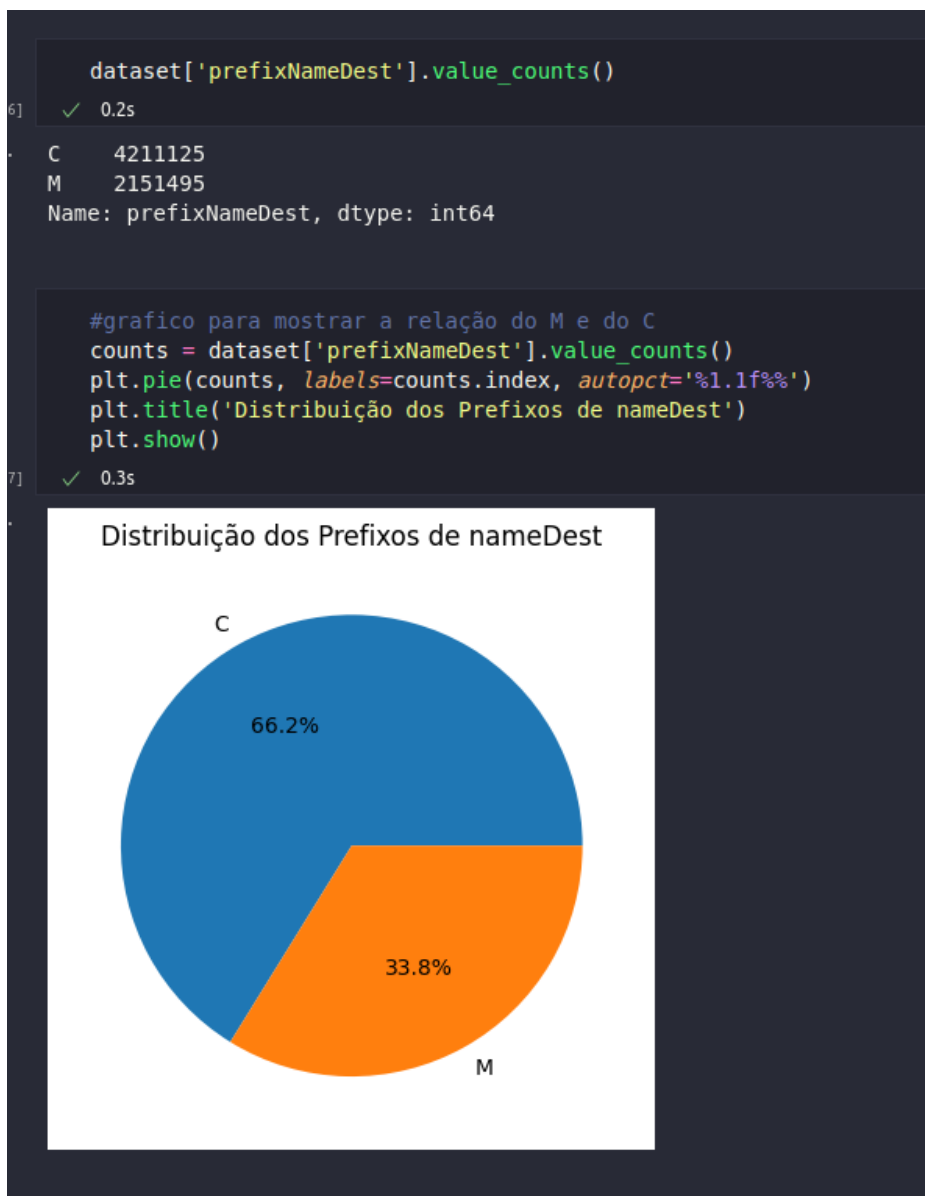 dataset['prefixNameDest'].value_counts()
6]
0.2s
C 4211125
M 2151495
Name: prefixNameDest, dtype: int64
#grafico para mostrar a relação do M e do C
counts = dataset['prefixNameDest'].value_counts()
plt.pie(counts, labels=counts.index, autopct='%1.1f%%')
plt.title('Distribuição dos Prefixos de nameDest')
plt.show()
7]
0.3s
Distribuição dos Prefixos de nameDest
C
66.2%
33.8%
M